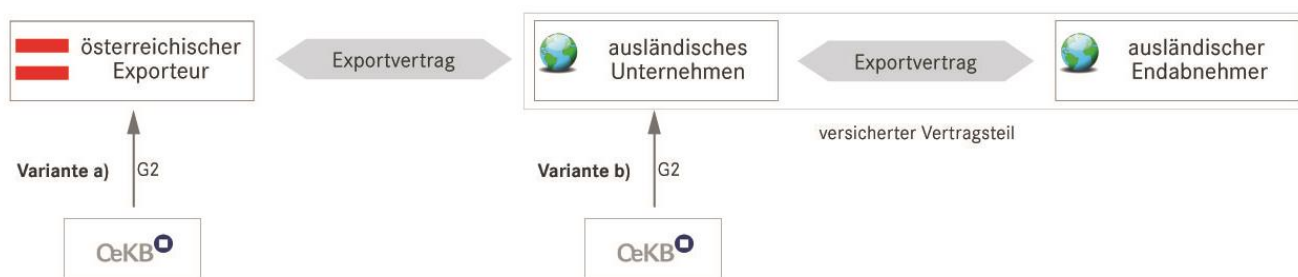 österreichischer
Exporteur
Exportvertrag
ausländisches
Unternehmen
Exportvertrag
ausländischer
Endabnehmer
versicherter Vertragsteil
Variante a)
G2
Variante b)
G2
OeKB
OeKB